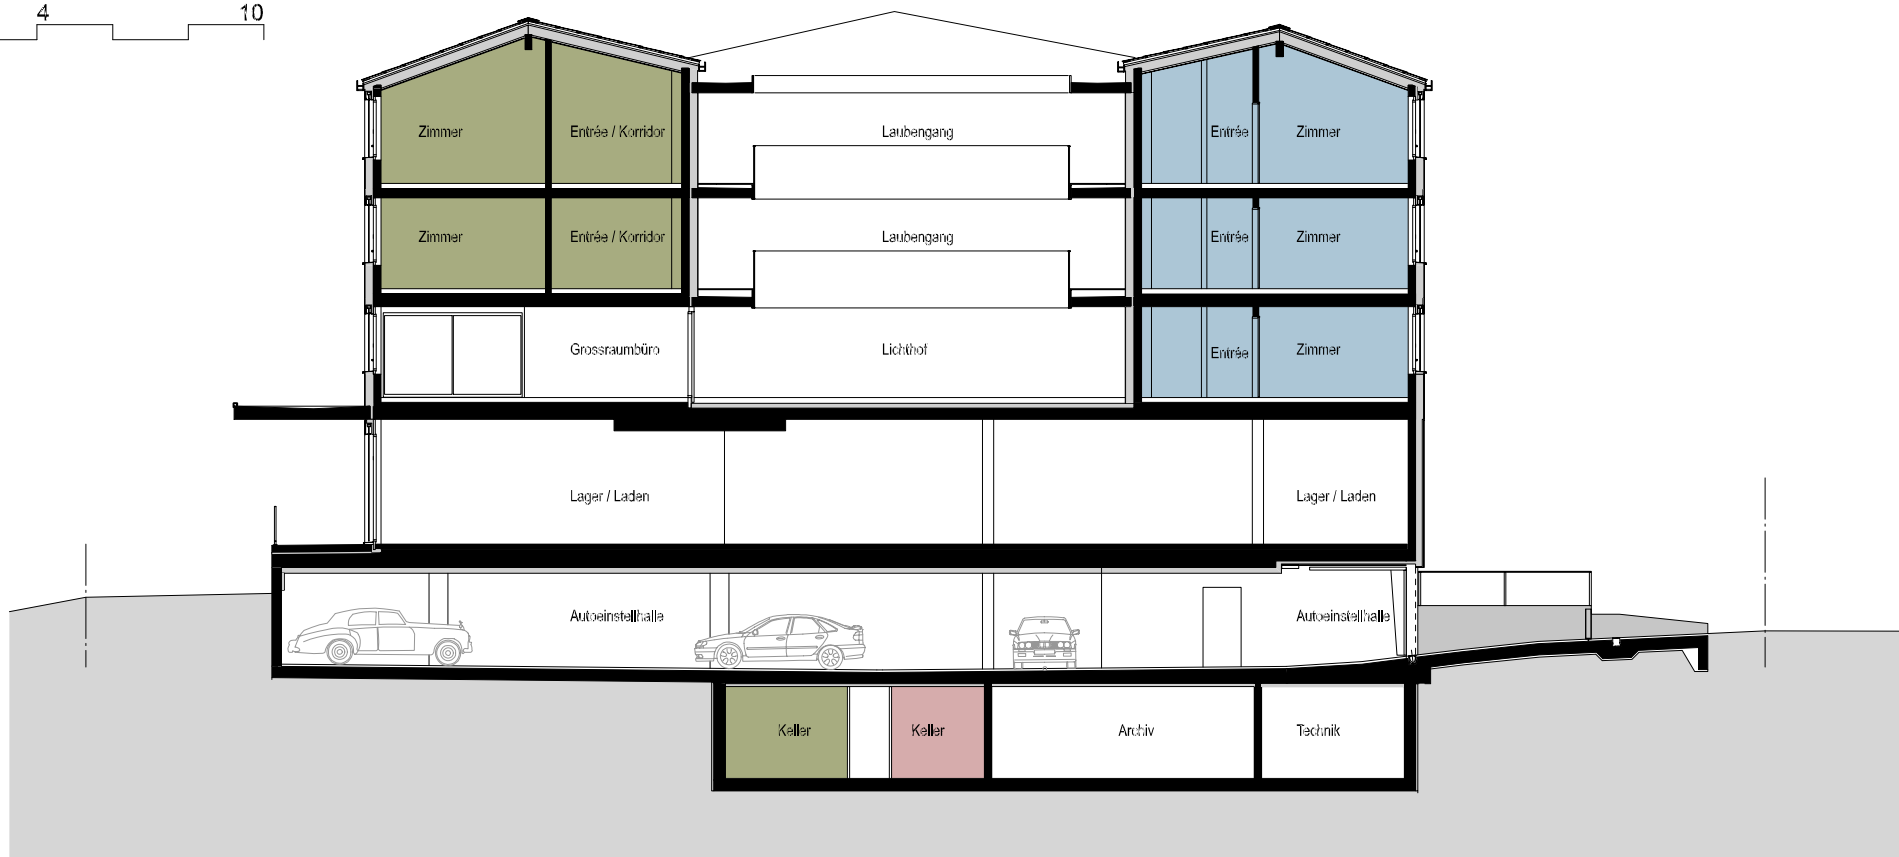 4 10
Zimmer Entrée / Korridor Laubengang Entrée Zimmer
Zimmer Entrée / Korridor Laubengang Entrée Zimmer
Grossraumbüro Lichthof Entrée Zimmer
Lager / Laden Lager / Laden
Autoeinstellhalle Autoeinstellhalle
Keller Keller Archiv Technik